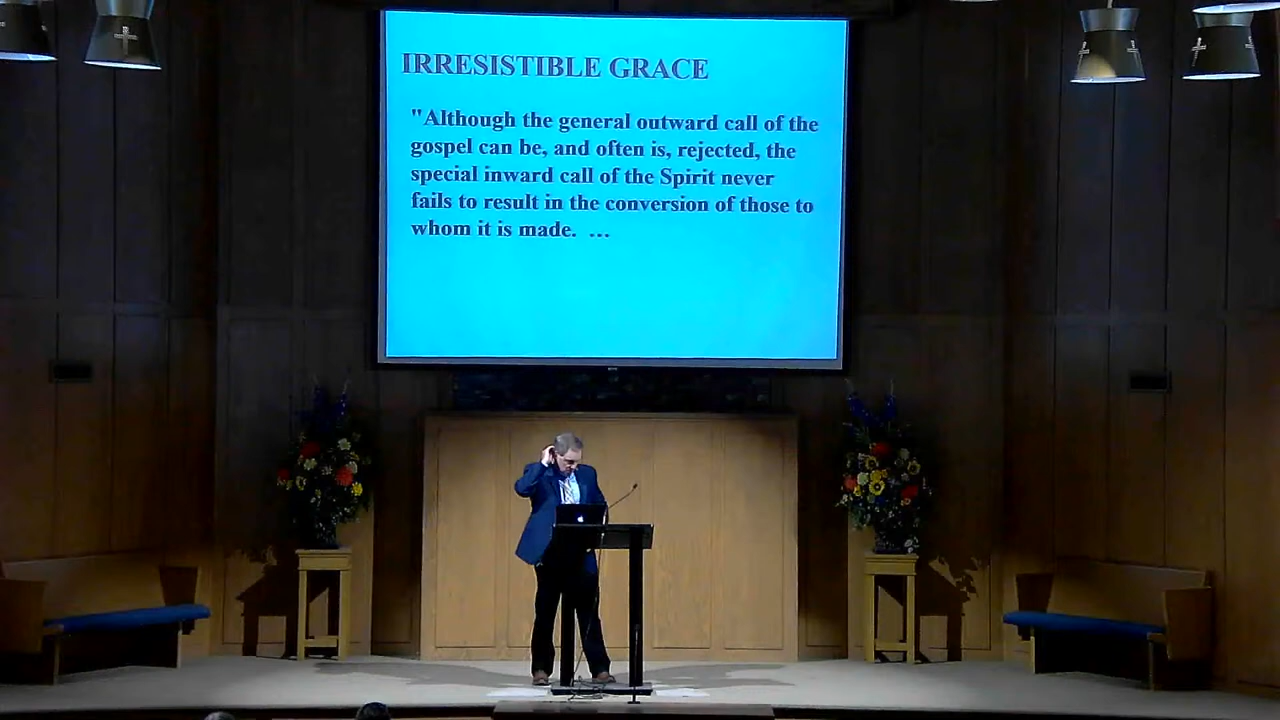 IRRESISTIBLE GRACE
"Although the general outward call of the
gospel can be, and often is, rejected, the
special inward call of the Spirit never
fails to result in the conversion of those to
whom it is made.  ...